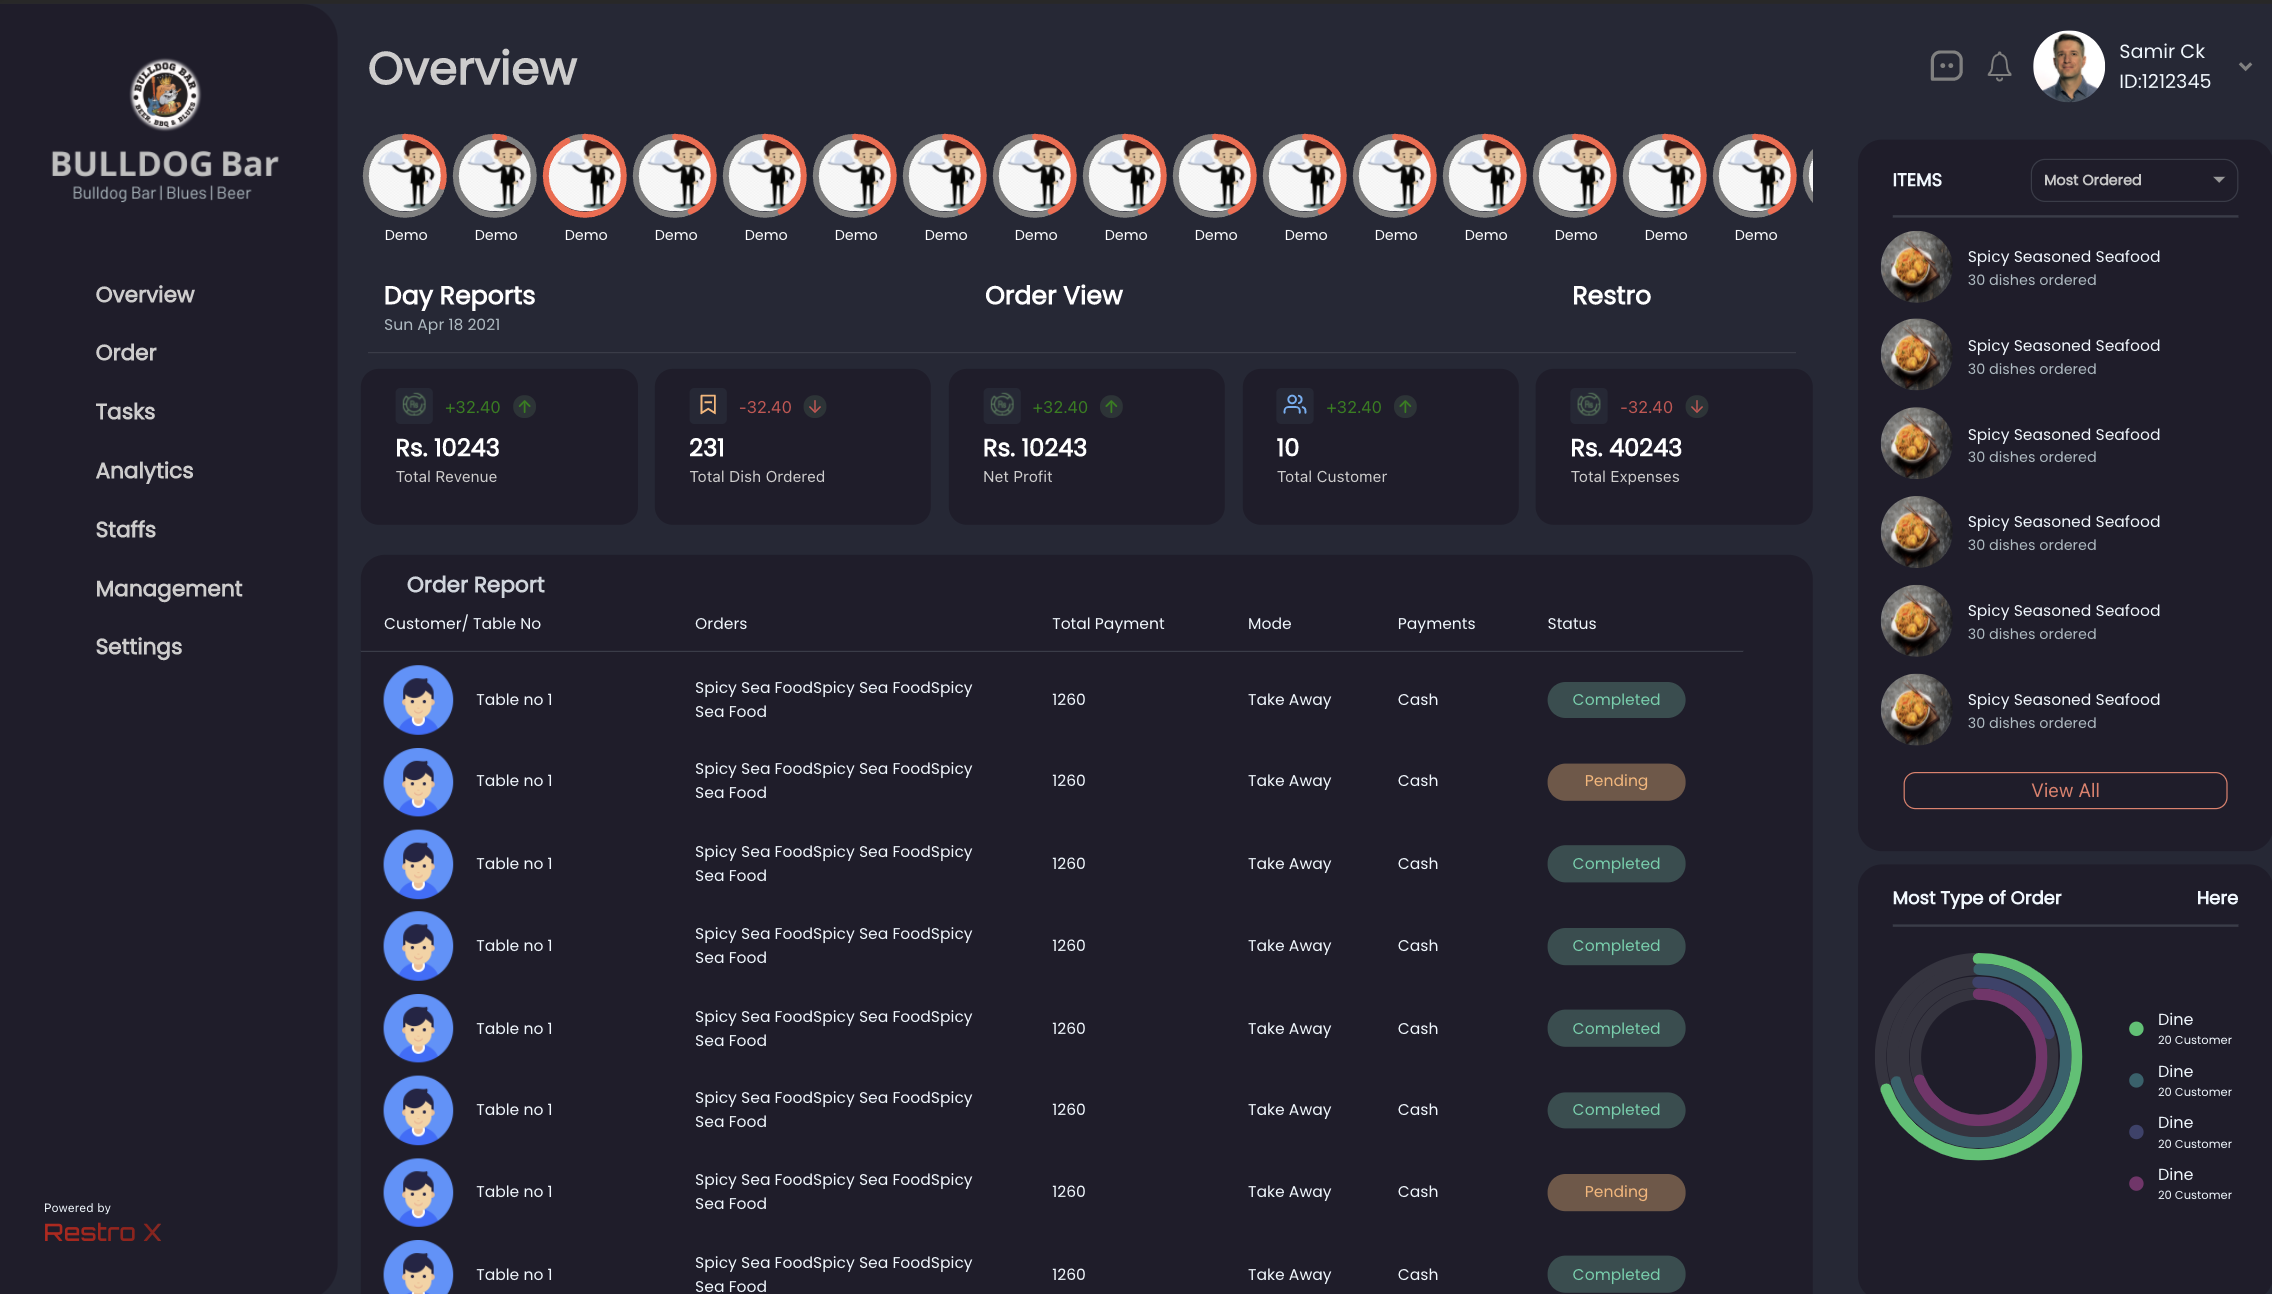 BULLDOG BAR
BEER, BBQ & BLUES
BULLDOG Bar
Bulldog Bar | Blues | Beer
Overview
Order
Tasks
Analytics
Staffs
Management
Settings
Powered by
Restro X
Overview
Samir Ck
ID:1212345
Demo Demo Demo Demo Demo Demo Demo Demo Demo Demo Demo Demo Demo Demo Demo Demo
Day Reports Order View Restro
Sun Apr 18 2021
+32.40
Rs. 10243
Total Revenue
-32.40
231
Total Dish Ordered
+32.40
Rs. 10243
Net Profit
+32.40
10
Total Customer
-32.40
Rs. 40243
Total Expenses
Order Report
Customer/ Table No Orders Total Payment Mode Payments Status
Table no 1 Spicy Sea FoodSpicy Sea FoodSpicy 1260 Take Away Cash Completed
Sea Food
Table no 1 Spicy Sea FoodSpicy Sea FoodSpicy 1260 Take Away Cash Pending
Sea Food
Table no 1 Spicy Sea FoodSpicy Sea FoodSpicy 1260 Take Away Cash Completed
Sea Food
Table no 1 Spicy Sea FoodSpicy Sea FoodSpicy 1260 Take Away Cash Completed
Sea Food
Table no 1 Spicy Sea FoodSpicy Sea FoodSpicy 1260 Take Away Cash Completed
Sea Food
Table no 1 Spicy Sea FoodSpicy Sea FoodSpicy 1260 Take Away Cash Completed
Sea Food
Table no 1 Spicy Sea FoodSpicy Sea FoodSpicy 1260 Take Away Cash Pending
Sea Food
Table no 1 Spicy Sea FoodSpicy Sea FoodSpicy 1260 Take Away Cash Completed
Sea Food
ITEMS Most Ordered
Spicy Seasoned Seafood
30 dishes ordered
Spicy Seasoned Seafood
30 dishes ordered
Spicy Seasoned Seafood
30 dishes ordered
Spicy Seasoned Seafood
30 dishes ordered
Spicy Seasoned Seafood
30 dishes ordered
Spicy Seasoned Seafood
30 dishes ordered
View All
Most Type of Order Here
Dine
20 Customer
Dine
20 Customer
Dine
20 Customer
Dine
20 Customer